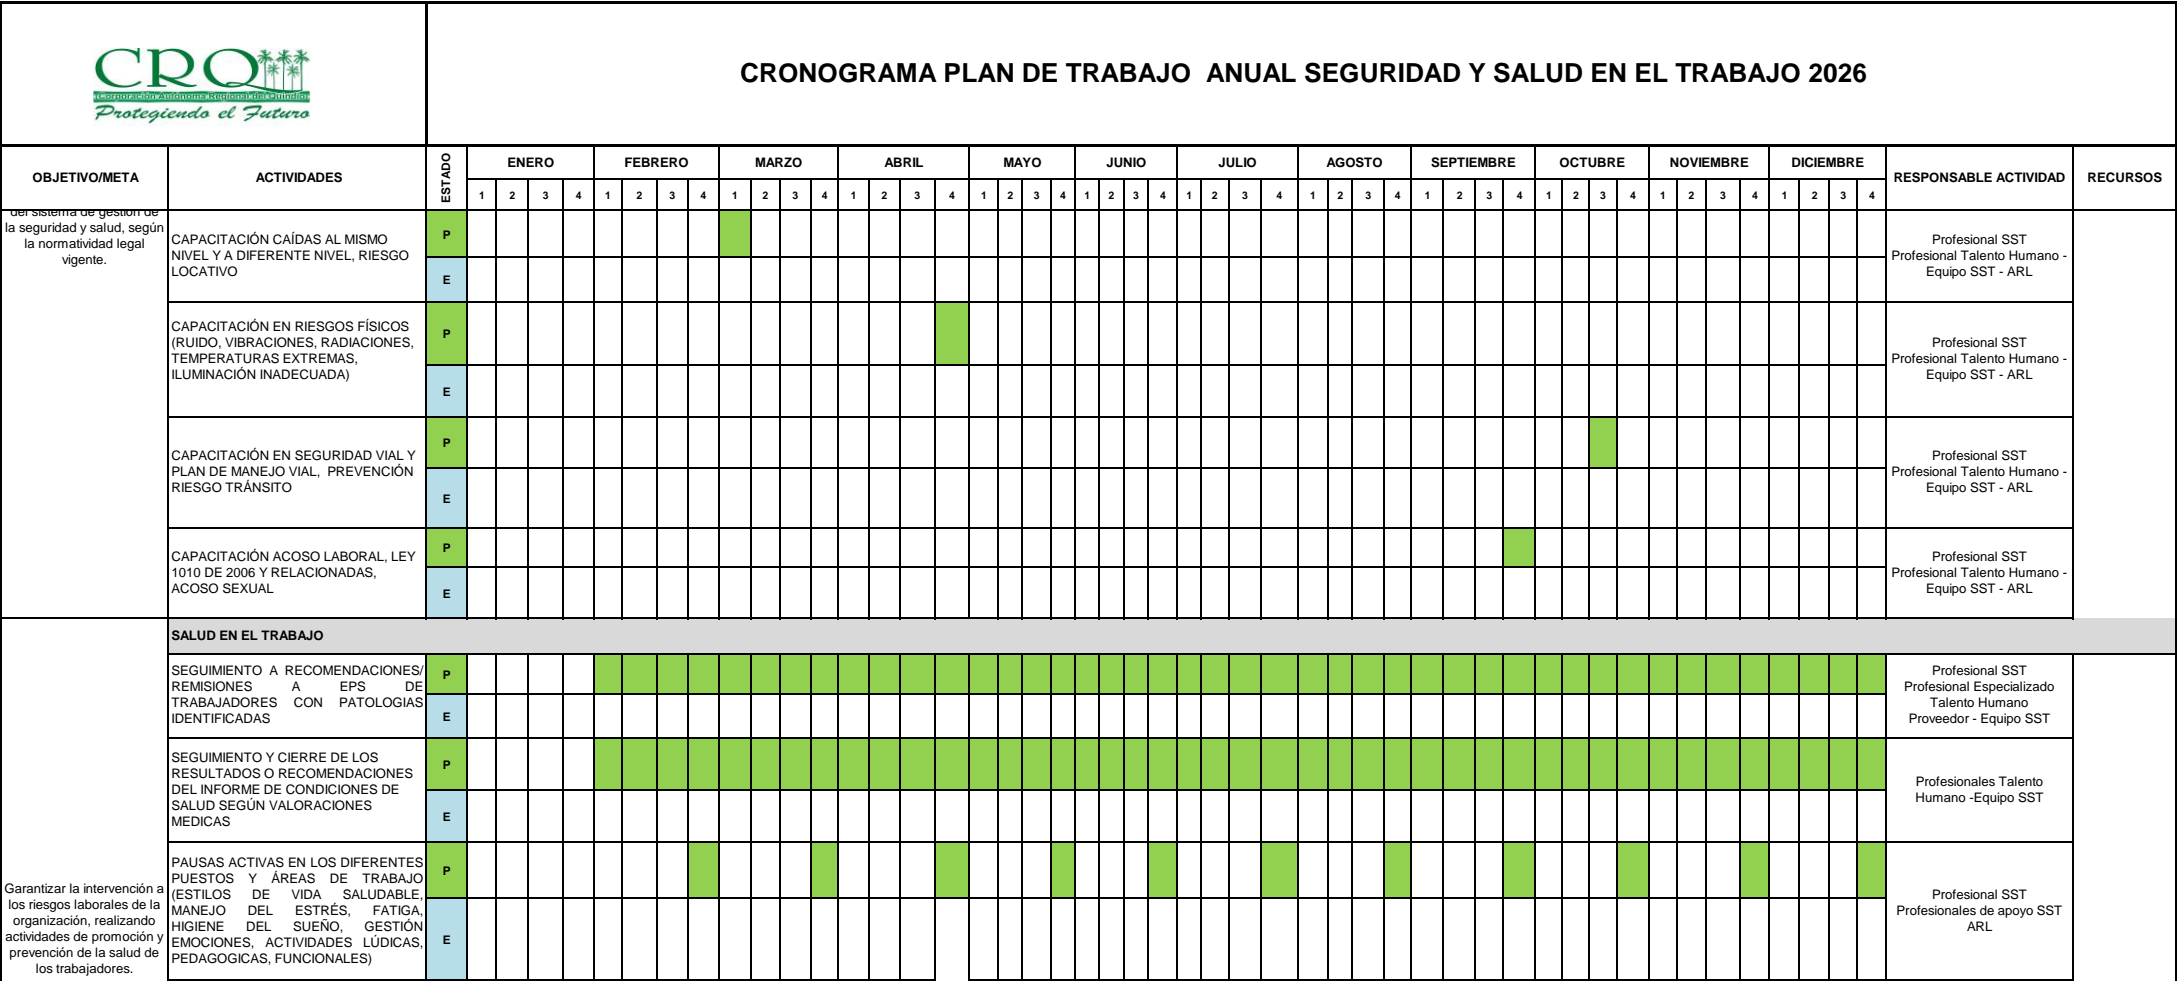 CRQ
Corporación Autónoma Regional del Quindío
Protegiendo el Futuro
CRONOGRAMA PLAN DE TRABAJO  ANUAL SEGURIDAD Y SALUD EN EL TRABAJO 2026
OBJETIVO/META
ACTIVIDADES
ESTADO
ENERO
FEBRERO
MARZO
ABRIL
MAYO
JUNIO
JULIO
AGOSTO
SEPTIEMBRE
OCTUBRE
NOVIEMBRE
DICIEMBRE
RESPONSABLE ACTIVIDAD
RECURSOS
1 2 3 4 1 2 3 4 1 2 3 4 1 2 3 4 1 2 3 4 1 2 3 4 1 2 3 4 1 2 3 4 1 2 3 4 1 2 3 4 1 2 3 4 1 2 3 4
del sistema de gestión de
la seguridad y salud, según
la normatividad legal
vigente.
CAPACITACIÓN CAÍDAS AL MISMO
NIVEL Y A DIFERENTE NIVEL, RIESGO
LOCATIVO
P
E
Profesional SST
Profesional Talento Humano -
Equipo SST - ARL
CAPACITACIÓN EN RIESGOS FÍSICOS
(RUIDO, VIBRACIONES, RADIACIONES,
TEMPERATURAS EXTREMAS,
ILUMINACIÓN INADECUADA)
P
E
Profesional SST
Profesional Talento Humano -
Equipo SST - ARL
CAPACITACIÓN EN SEGURIDAD VIAL Y
PLAN DE MANEJO VIAL,  PREVENCIÓN
RIESGO TRÁNSITO
P
E
Profesional SST
Profesional Talento Humano -
Equipo SST - ARL
CAPACITACIÓN ACOSO LABORAL, LEY
1010 DE 2006 Y RELACIONADAS,
ACOSO SEXUAL
P
E
Profesional SST
Profesional Talento Humano -
Equipo SST - ARL
SALUD EN EL TRABAJO
SEGUIMIENTO A RECOMENDACIONES/
REMISIONES A EPS DE
TRABAJADORES CON PATOLOGIAS
IDENTIFICADAS
P
E
Profesional SST
Profesional Especializado
Talento Humano
Proveedor - Equipo SST
SEGUIMIENTO Y CIERRE DE LOS
RESULTADOS O RECOMENDACIONES
DEL INFORME DE CONDICIONES DE
SALUD SEGÚN VALORACIONES
MEDICAS
P
E
Profesionales Talento
Humano -Equipo SST
Garantizar la intervención a
los riesgos laborales de la
organización, realizando
actividades de promoción y
prevención de la salud de
los trabajadores.
PAUSAS ACTIVAS EN LOS DIFERENTES
PUESTOS Y ÁREAS DE TRABAJO
(ESTILOS DE VIDA SALUDABLE,
MANEJO DEL ESTRÉS, FATIGA,
HIGIENE DEL SUEÑO, GESTIÓN
EMOCIONES, ACTIVIDADES LÚDICAS,
PEDAGOGICAS, FUNCIONALES)
P
E
Profesional SST
Profesionales de apoyo SST
ARL